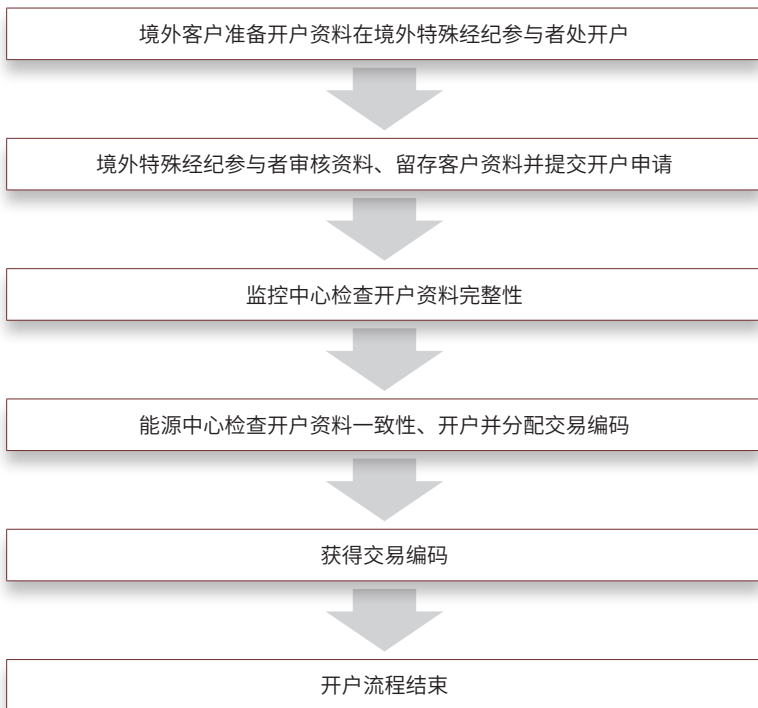 境外客户准备开户资料在境外特殊经纪参与者处开户
境外特殊经纪参与者审核资料、留存客户资料并提交开户申请
监控中心检查开户资料完整性
能源中心检查开户资料一致性、开户并分配交易编码
获得交易编码
开户流程结束